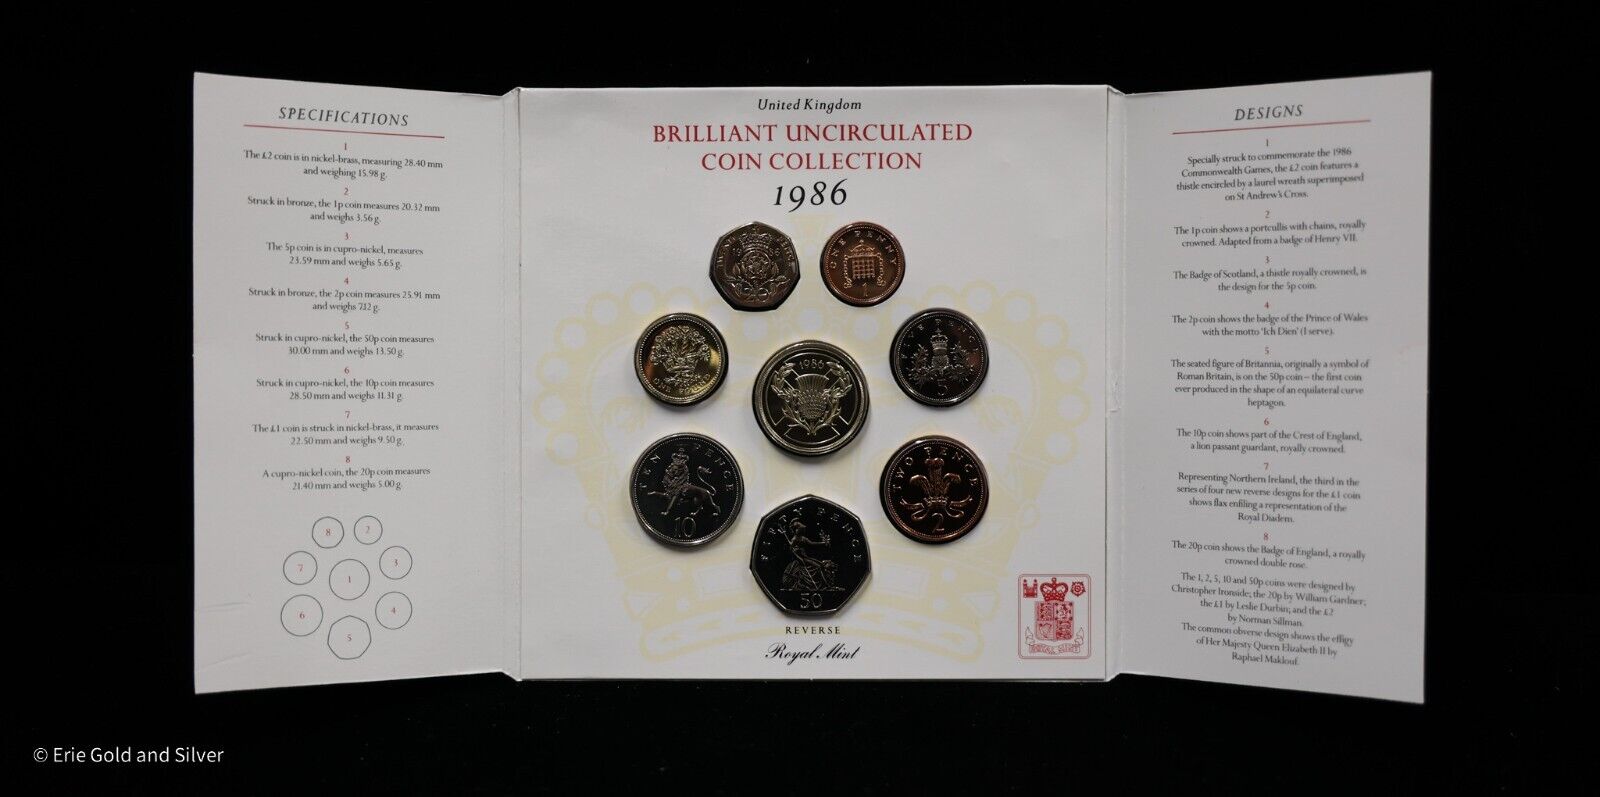 SPECIFICATIONS
1
The £2 coin is in nickel-brass, measuring 28.40 mm
and weighing 15.98 g.
2
Struck in bronze, the 1p coin measures 20.32 mm
and weighs 3.56 g.
3
The 5p coin is in cupro-nickel, measures
23.59 mm and weighs 5.65 g.
4
Struck in bronze, the 2p coin measures 25.91 mm
and weighs 7.12 g.
5
Struck in cupro-nickel, the 50p coin measures
30.00 mm and weighs 13.50 g.
6
Struck in cupro-nickel, the 10p coin measures
28.50 mm and weighs 11.31 g.
7
The £1 coin is struck in nickel-brass, it measures
22.50 mm and weighs 9.50 g.
8
A cupro-nickel coin, the 20p coin measures
21.40 mm and weighs 5.00 g.
8
2
7
3
1
6
4
5
United Kingdom
BRILLIANT UNCIRCULATED
COIN COLLECTION
1986
ONE PENNY
1
FIVE PENCE
5
1986
ONE POUND
TEN PENCE
10
TWO PENCE
2
FIFTY PENCE
50
REVERSE
Royal Mint
ROYAL MINT
DESIGNS
1
Specially struck to commemorate the 1986
Commonwealth Games, the £2 coin features a
thistle encircled by a laurel wreath superimposed
on St Andrew's Cross.
2
The 1p coin shows a portcullis with chains, royally
crowned. Adapted from a badge of Henry VII.
3
The Badge of Scotland, a thistle royally crowned, is
the design for the 5p coin.
4
The 2p coin shows the badge of the Prince of Wales
with the motto 'Ich Dien' (I serve).
5
The seated figure of Britannia, originally a symbol of
Roman Britain, is on the 50p coin – the first coin
ever produced in the shape of an equilateral curve
heptagon.
6
The 10p coin shows part of the Crest of England,
a lion passant guardant, royally crowned.
7
Representing Northern Ireland, the third in the
series of four new reverse designs for the £1 coin
shows flax enfiling a representation of the
Royal Diadem.
8
The 20p coin shows the Badge of England, a royally
crowned double rose.
The 1, 2, 5, 10 and 50p coins were designed by
Christopher Ironside; the 20p by William Gardner;
the £1 by Leslie Durbin; and the £2
by Norman Sillman.
The common obverse design shows the effigy
of Her Majesty Queen Elizabeth II by
Raphael Maklouf.
© Erie Gold and Silver